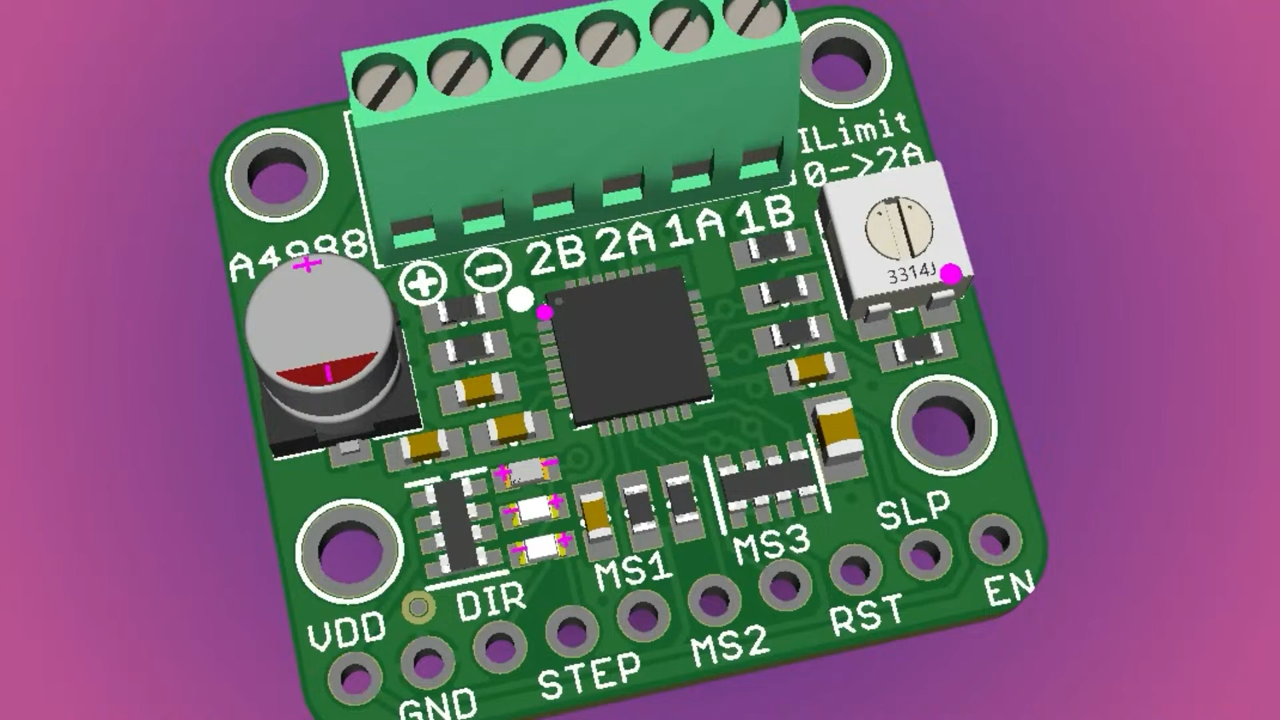 ILimit
0->2A
A4988
+ − 2B 2A 1A 1B
3314J
SLP
MS3
MS1
EN
RST
DIR
MS2
VDD
STEP
GND